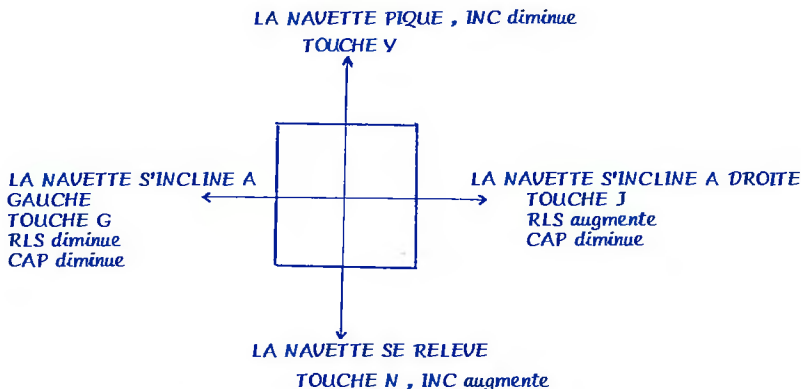 LA NAVETTE PIQUE , INC diminue
TOUCHE Y
LA NAVETTE S'INCLINE A
GAUCHE
TOUCHE G
RLS diminue
CAP diminue
LA NAVETTE S'INCLINE A DROITE
TOUCHE J
RLS augmente
CAP diminue
LA NAVETTE SE RELEVE
TOUCHE N , INC augmente